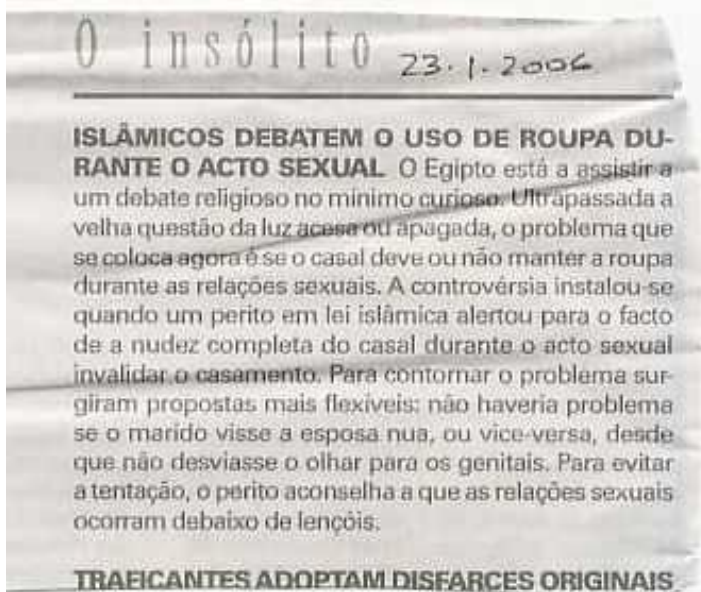 O insólito 23.1.2006
ISLÂMICOS DEBATEM O USO DE ROUPA DU-
RANTE O ACTO SEXUAL O Egipto está a assistir a
um debate religioso no mínimo curioso. Ultrapassada a
velha questão da luz acesa ou apagada, o problema que
se coloca agora é se o casal deve ou não manter a roupa
durante as relações sexuais. A controvérsia instalou-se
quando um perito em lei islâmica alertou para o facto
de a nudez completa do casal durante o acto sexual
invalidar o casamento. Para contornar o problema sur-
giram propostas mais flexíveis: não haveria problema
se o marido visse a esposa nua, ou vice-versa, desde
que não desviasse o olhar para os genitais. Para evitar
a tentação, o perito aconselha a que as relações sexuais
ocorram debaixo de lençóis.
TRAFICANTES ADOPTAM DISFARCES ORIGINAIS